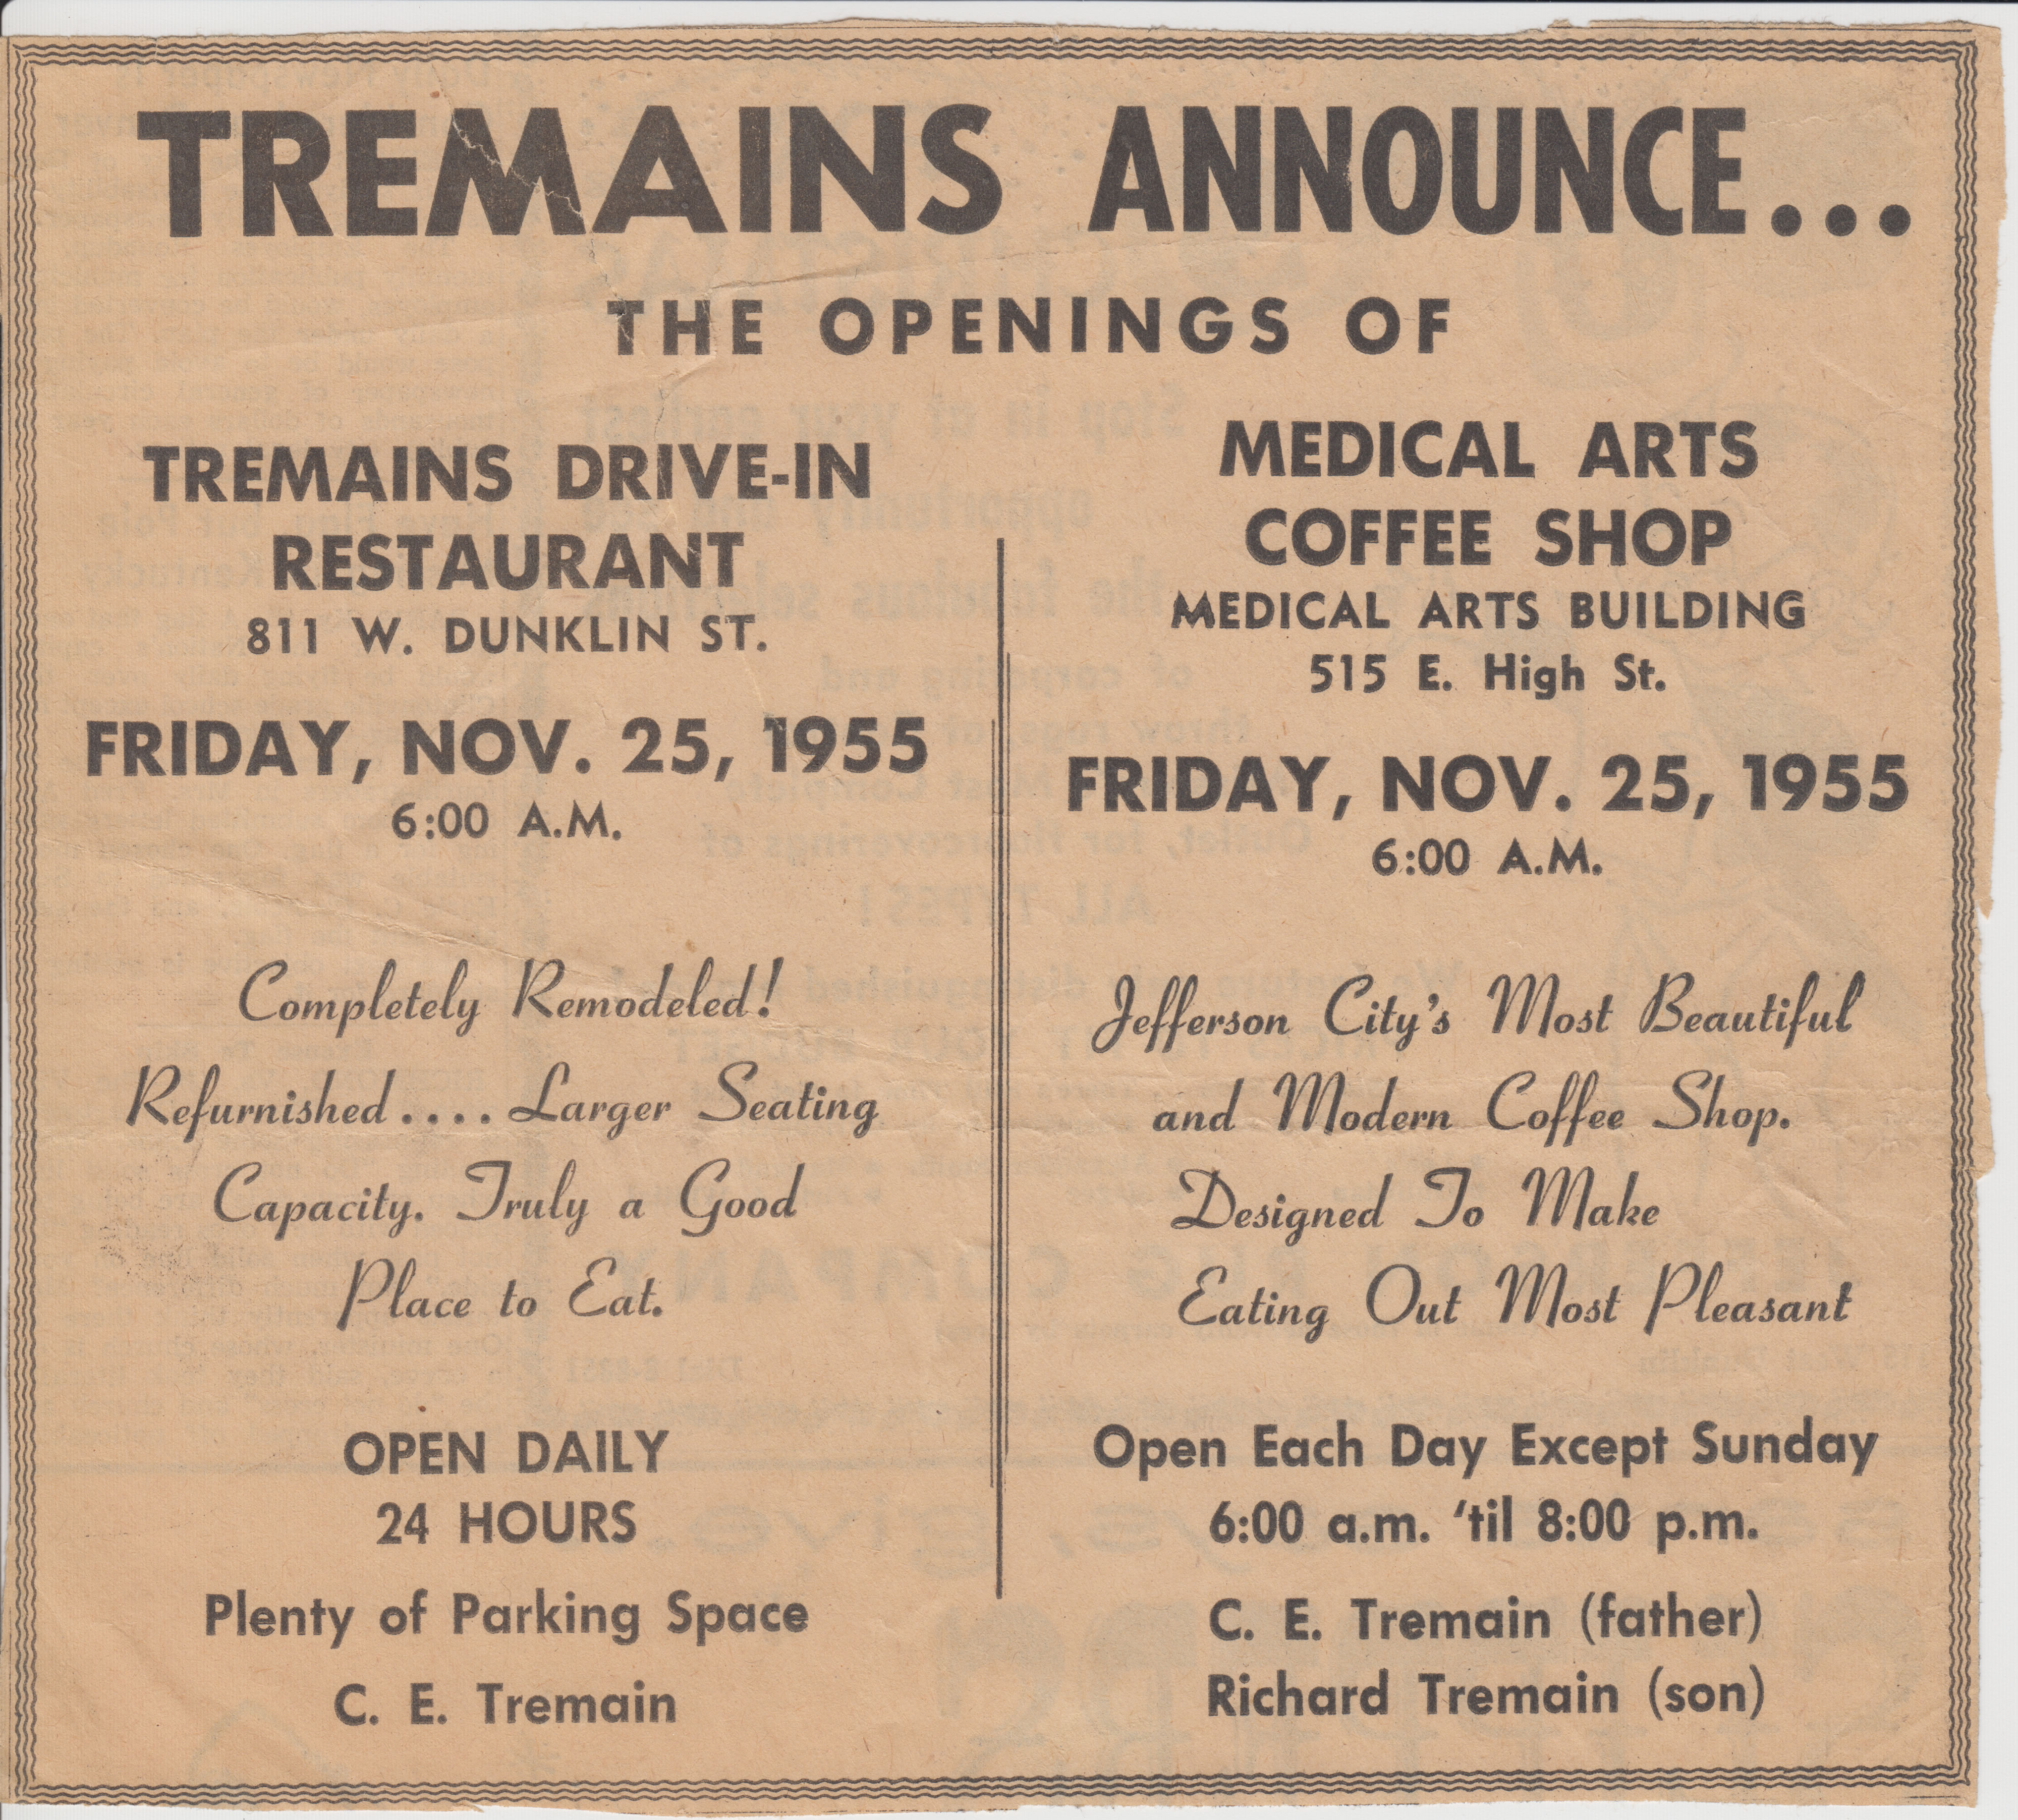 TREMAINS ANNOUNCE...
THE OPENINGS OF
TREMAINS DRIVE-IN
RESTAURANT
811 W. DUNKLIN ST.
FRIDAY, NOV. 25, 1955
6:00 A.M.
Completely Remodeled!
Refurnished.... Larger Seating
Capacity. Truly a Good
Place to Eat.
OPEN DAILY
24 HOURS
Plenty of Parking Space
C. E. Tremain
MEDICAL ARTS
COFFEE SHOP
MEDICAL ARTS BUILDING
515 E. High St.
FRIDAY, NOV. 25, 1955
6:00 A.M.
Jefferson City's Most Beautiful
and Modern Coffee Shop.
Designed To Make
Eating Out Most Pleasant
Open Each Day Except Sunday
6:00 a.m. 'til 8:00 p.m.
C. E. Tremain (father)
Richard Tremain (son)